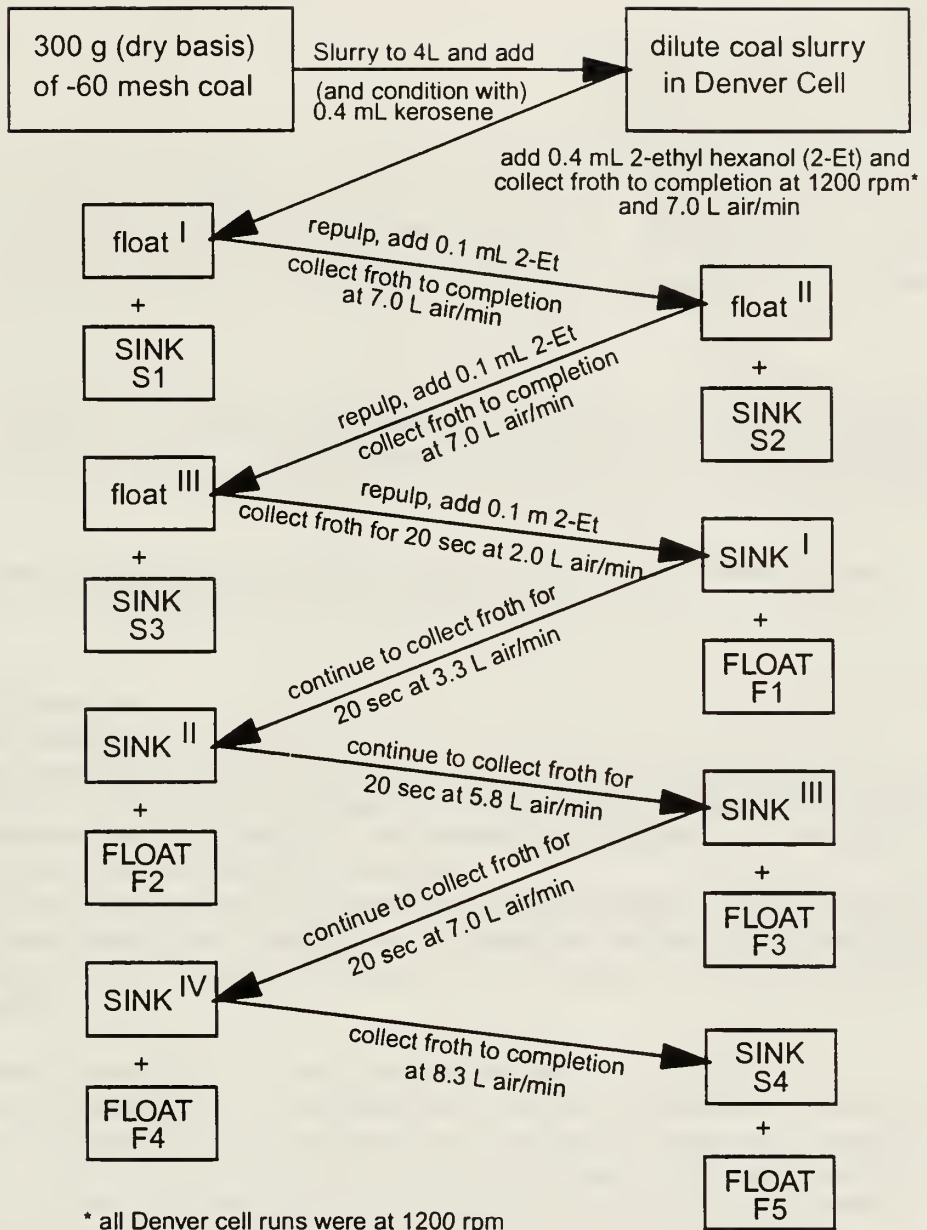 300 g (dry basis)
of -60 mesh coal
Slurry to 4L and add
(and condition with)
0.4 mL kerosene
dilute coal slurry
in Denver Cell
add 0.4 mL 2-ethyl hexanol (2-Et) and
collect froth to completion at 1200 rpm*
and 7.0 L air/min
float I
+
SINK
S1
repulp, add 0.1 mL 2-Et
collect froth to completion
at 7.0 L air/min
float II
+
SINK
S2
repulp, add 0.1 mL 2-Et
collect froth to completion
at 7.0 L air/min
float III
+
SINK
S3
repulp, add 0.1 m 2-Et
collect froth for 20 sec at 2.0 L air/min
SINK I
+
FLOAT
F1
continue to collect froth for
20 sec at 3.3 L air/min
SINK II
+
FLOAT
F2
continue to collect froth for
20 sec at 5.8 L air/min
SINK III
+
FLOAT
F3
continue to collect froth for
20 sec at 7.0 L air/min
SINK IV
+
FLOAT
F4
collect froth to completion
at 8.3 L air/min
SINK
S4
+
FLOAT
F5
* all Denver cell runs were at 1200 rpm